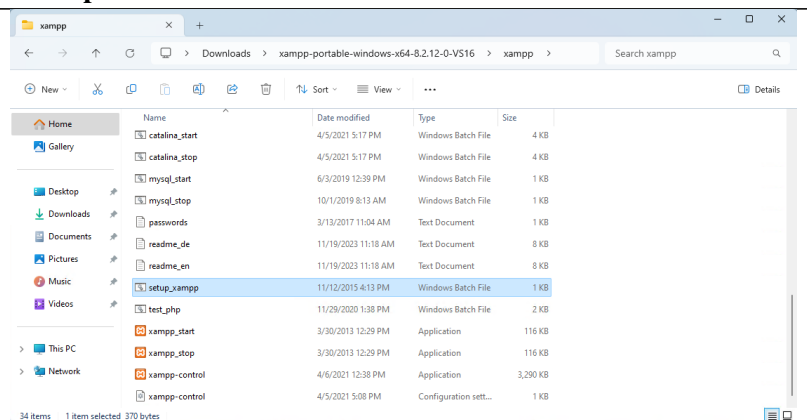 xampp
Downloads > xampp-portable-windows-x64-8.2.12-0-VS16 > xampp >
Search xampp
New
Sort
View
Details
Name Date modified Type Size
Home
Gallery
Desktop
Downloads
Documents
Pictures
Music
Videos
This PC
Network
catalina_start 4/5/2021 5:17 PM Windows Batch File 4 KB
catalina_stop 4/5/2021 5:17 PM Windows Batch File 4 KB
mysql_start 6/3/2019 12:39 PM Windows Batch File 1 KB
mysql_stop 10/1/2019 8:13 AM Windows Batch File 1 KB
passwords 3/13/2017 11:04 AM Text Document 1 KB
readme_de 11/19/2023 11:18 AM Text Document 8 KB
readme_en 11/19/2023 11:18 AM Text Document 8 KB
setup_xampp 11/12/2015 4:13 PM Windows Batch File 1 KB
test_php 11/29/2020 1:38 PM Windows Batch File 2 KB
xampp_start 3/30/2013 12:29 PM Application 116 KB
xampp_stop 3/30/2013 12:29 PM Application 116 KB
xampp-control 4/6/2021 12:38 PM Application 3,290 KB
xampp-control 4/5/2021 5:08 PM Configuration sett... 1 KB
34 items 1 item selected 370 bytes